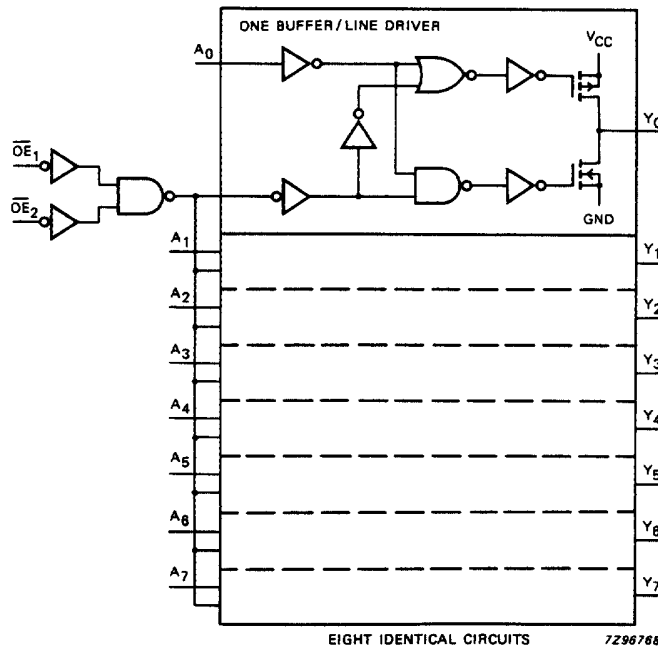 ONE BUFFER/LINE DRIVER
A0
VCC
Y0
OE1
OE2
GND
A1
Y1
A2
Y2
A3
Y3
A4
Y4
A5
Y5
A6
Y6
A7
Y7
EIGHT IDENTICAL CIRCUITS
7Z96768